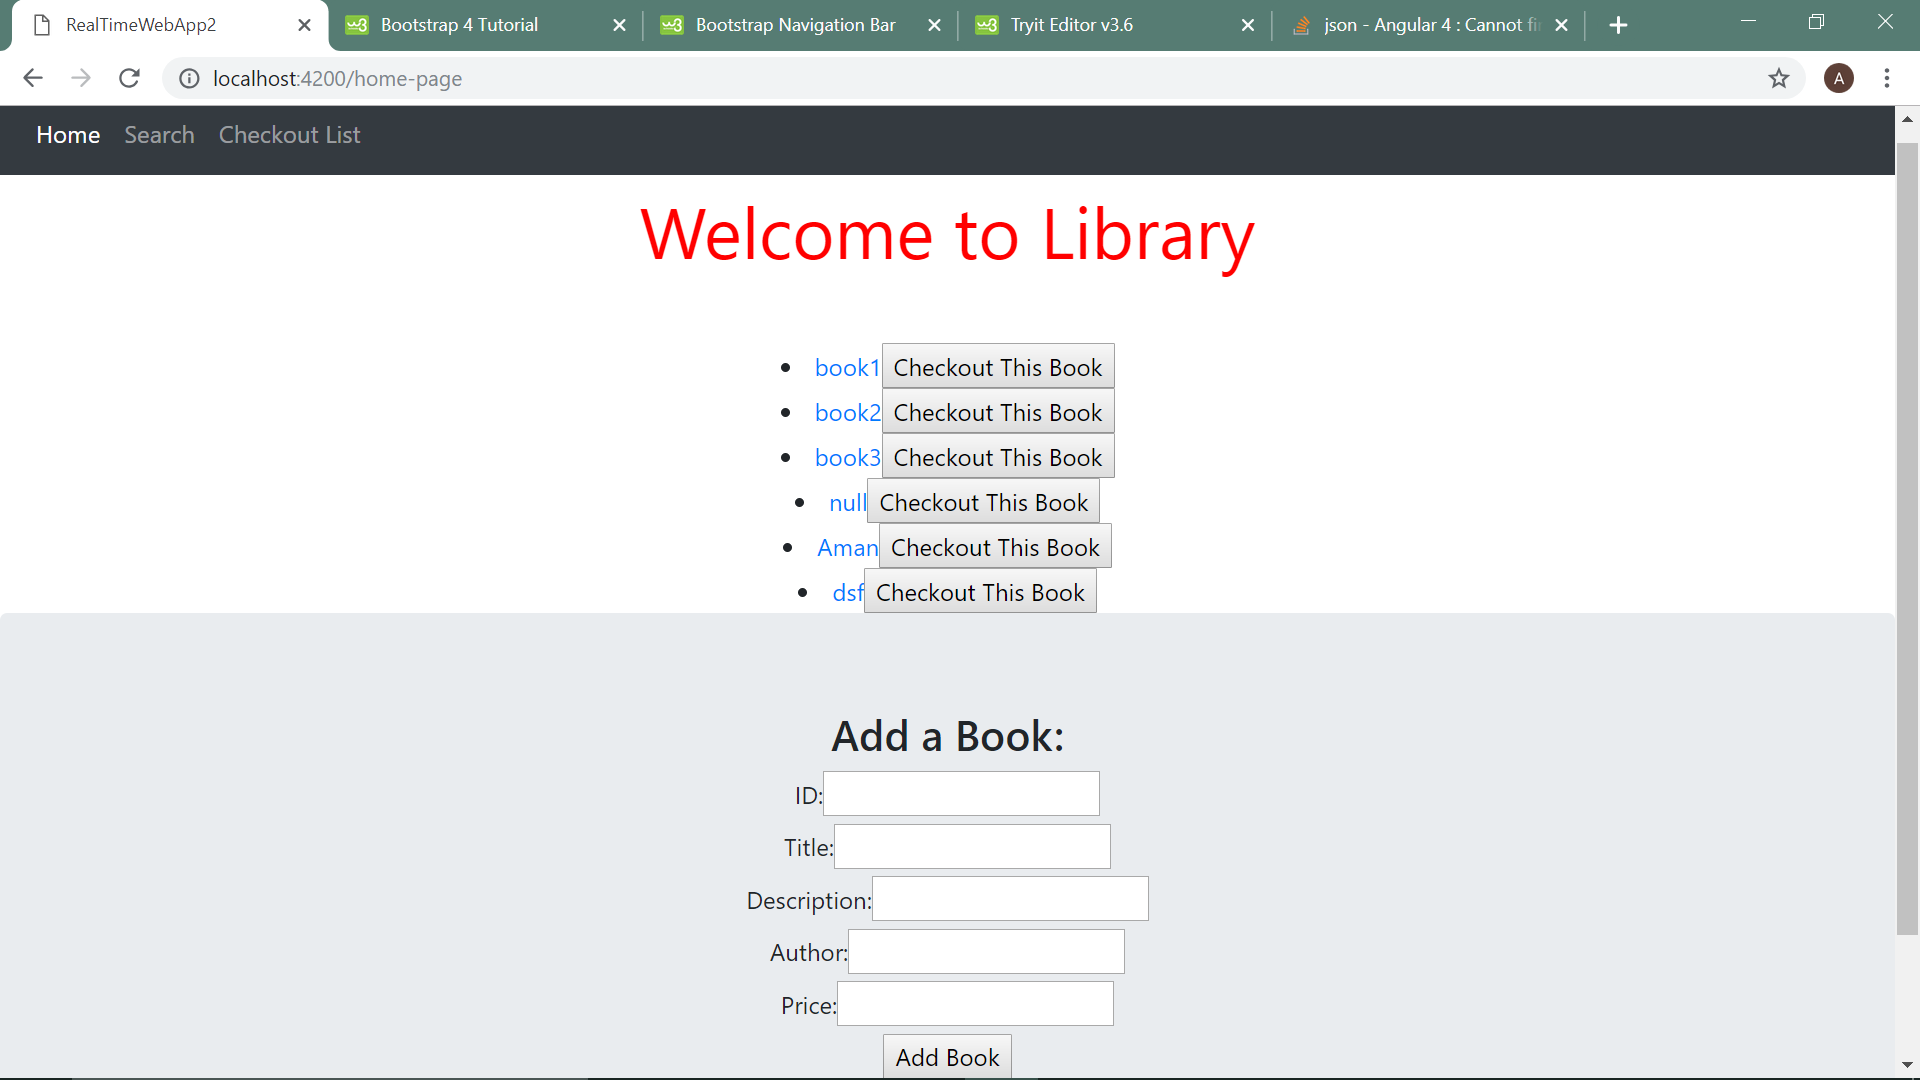 RealTimeWebApp2
Bootstrap 4 Tutorial
Bootstrap Navigation Bar
Tryit Editor v3.6
json - Angular 4 : Cannot fi
localhost:4200/home-page
A
Home Search Checkout List
Welcome to Library
book1 Checkout This Book
book2 Checkout This Book
book3 Checkout This Book
null Checkout This Book
Aman Checkout This Book
dsf Checkout This Book
Add a Book:
ID:
Title:
Description:
Author:
Price:
Add Book